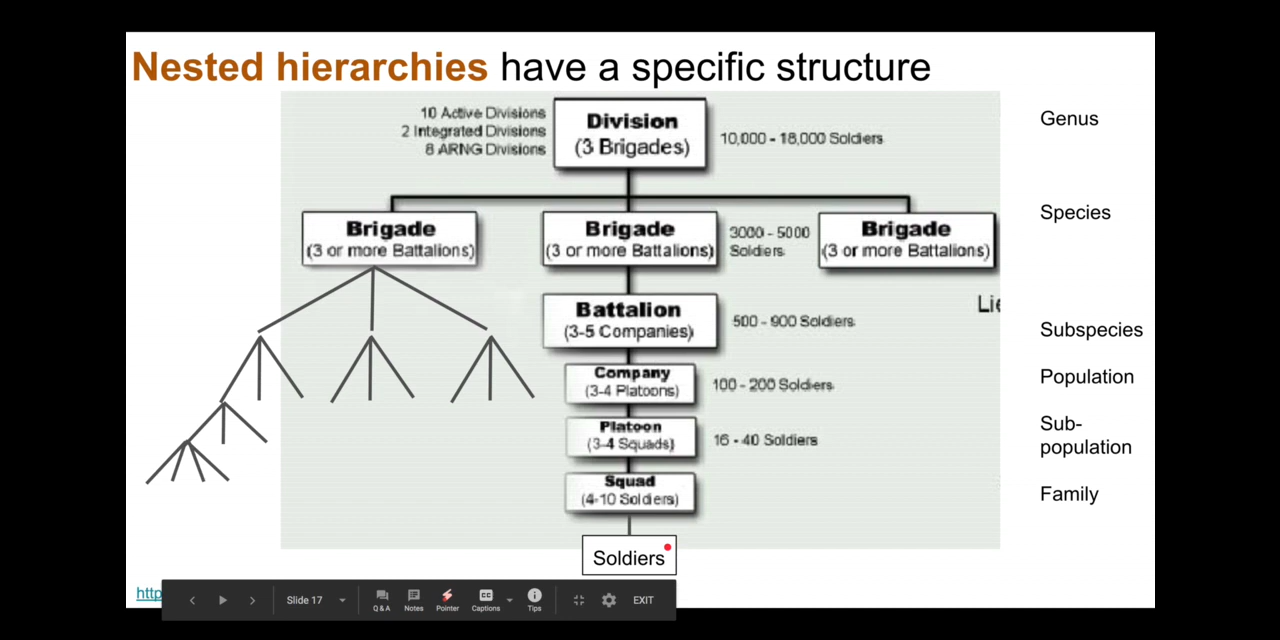 Nested hierarchies have a specific structure
10 Active Divisions
2 Integrated Divisions
8 ARNG Divisions
Division
(3 Brigades)
10,000 - 18,000 Soldiers
Genus
Brigade
(3 or more Battalions)
Brigade
(3 or more Battalions)
3000 - 5000
Soldiers
Brigade
(3 or more Battalions)
Species
Lie
Battalion
(3-5 Companies)
500 - 900 Soldiers
Subspecies
Company
(3-4 Platoons)
100 - 200 Soldiers
Population
Platoon
(3-4 Squads)
16 - 40 Soldiers
Sub-
population
Squad
(4-10 Soldiers)
Family
Soldiers
http
Slide 17
Q & A
Notes
Pointer
CC
Captions
Tips
EXIT